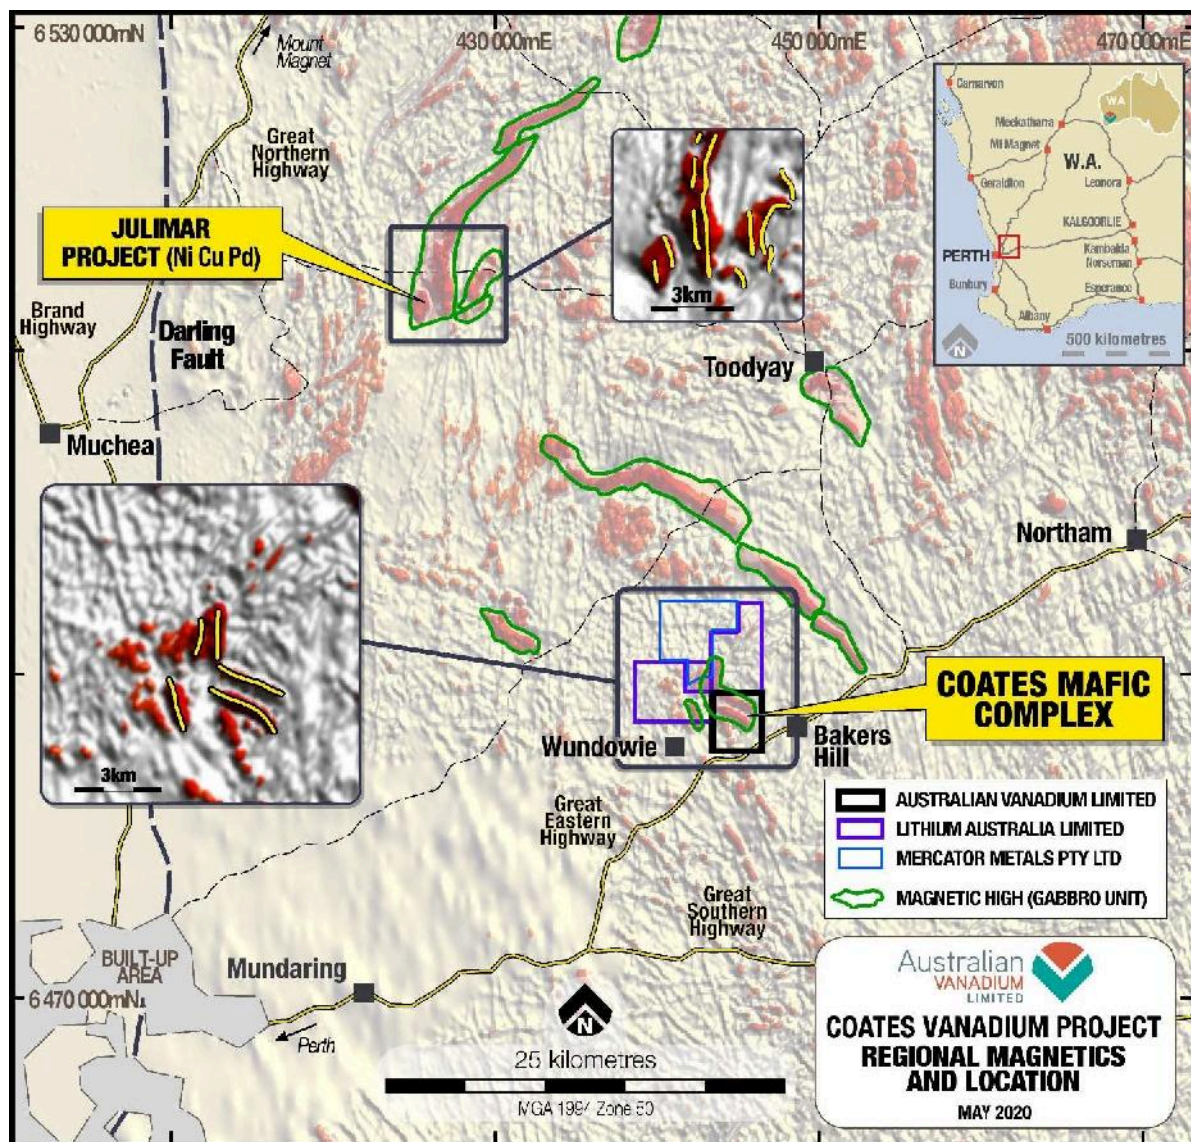 6 530 000mN
430 000mE
450 000mE
470 000mE
Mount
Magnet
Great
Northern
Highway
JULIMAR
PROJECT (Ni Cu Pd)
Brand
Highway
Darling
Fault
Muchea
3km
Toodyay
Carnarvon
WA
Meekatharra
Mt Magnet
W.A.
Geraldton
Leonora
KALGOORLIE
PERTH
Kambalda
Norseman
Bunbury
Esperance
Albany
N
500 kilometres
Northam
3km
COATES MAFIC
COMPLEX
Wundowie
Bakers
Hill
Great
Eastern
Highway
AUSTRALIAN VANADIUM LIMITED
LITHIUM AUSTRALIA LIMITED
MERCATOR METALS PTY LTD
MAGNETIC HIGH (GABBRO UNIT)
Great
Southern
Highway
BUILT-UP
AREA
Mundaring
6 470 000mN
Perth
N
25 kilometres
MGA 1994 Zone 50
Australian
VANADIUM
LIMITED
COATES VANADIUM PROJECT
REGIONAL MAGNETICS
AND LOCATION
MAY 2020